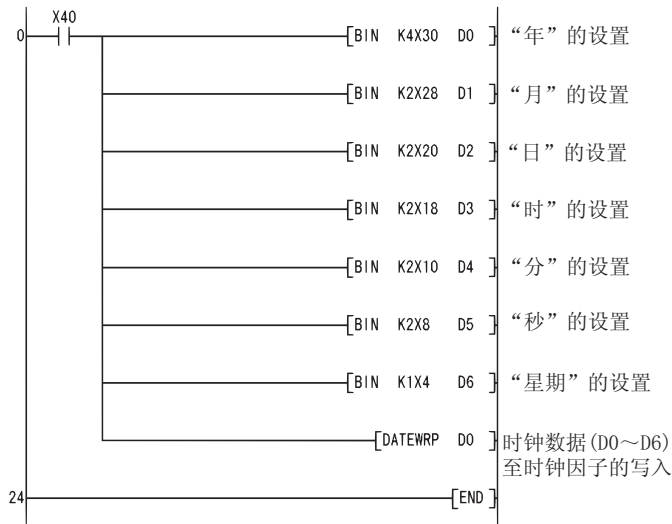 X40
0 [BIN K4X30 D0 ] “年”的设置
[BIN K2X28 D1 ] “月”的设置
[BIN K2X20 D2 ] “日”的设置
[BIN K2X18 D3 ] “时”的设置
[BIN K2X10 D4 ] “分”的设置
[BIN K2X8 D5 ] “秒”的设置
[BIN K1X4 D6 ] “星期”的设置
[DATEWRP D0 ] 时钟数据(D0～D6)
至时钟因子的写入
24 [END ]